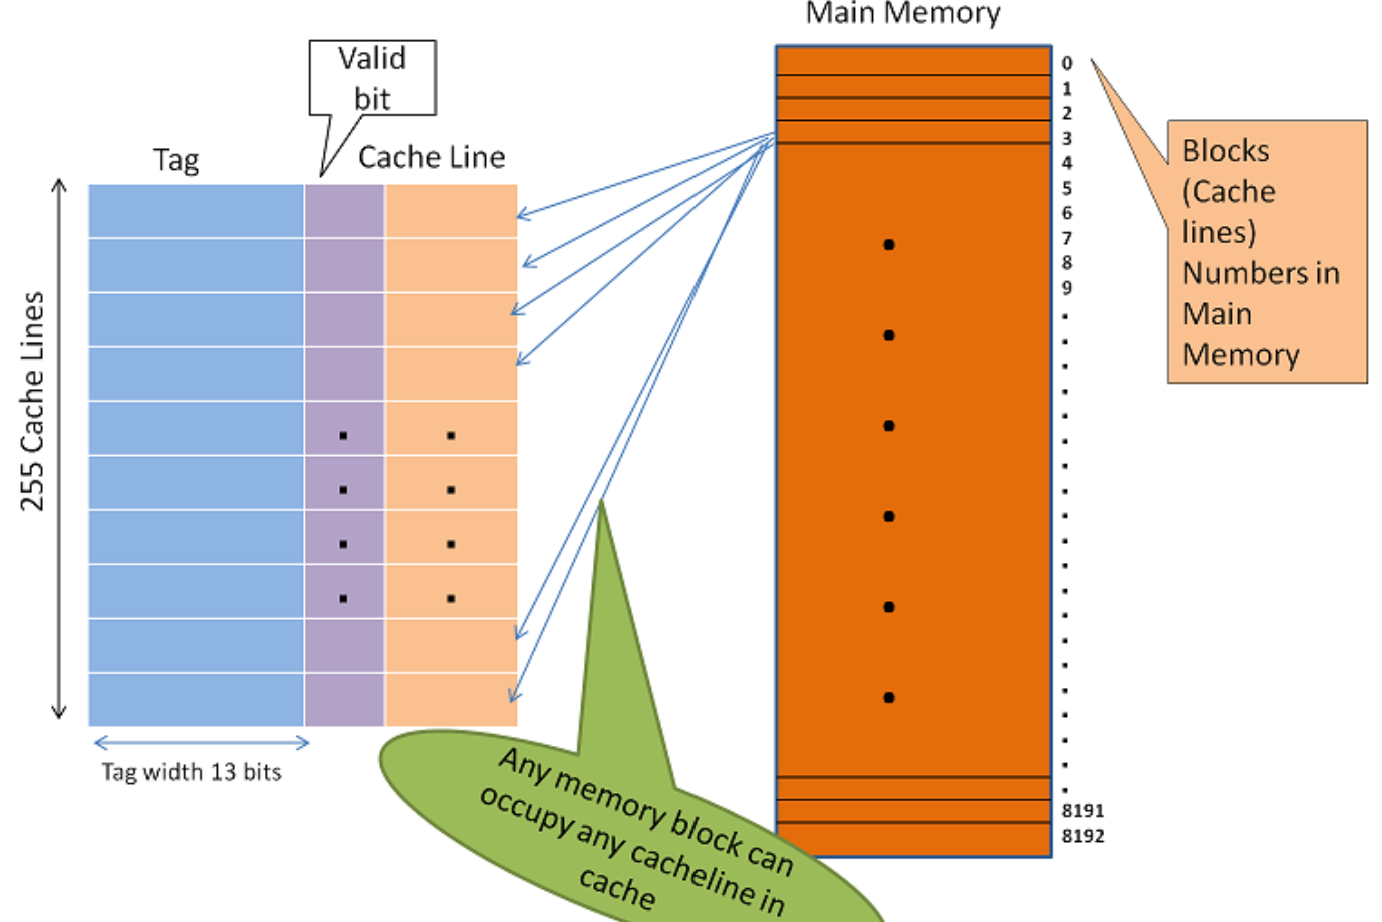 Main Memory
Valid
bit
Tag
Cache Line
255 Cache Lines
Tag width 13 bits
0
1
2
3
4
5
6
7
8
9
8191
8192
Blocks
(Cache
lines)
Numbers in
Main
Memory
Any memory block can
occupy any cacheline in
cache